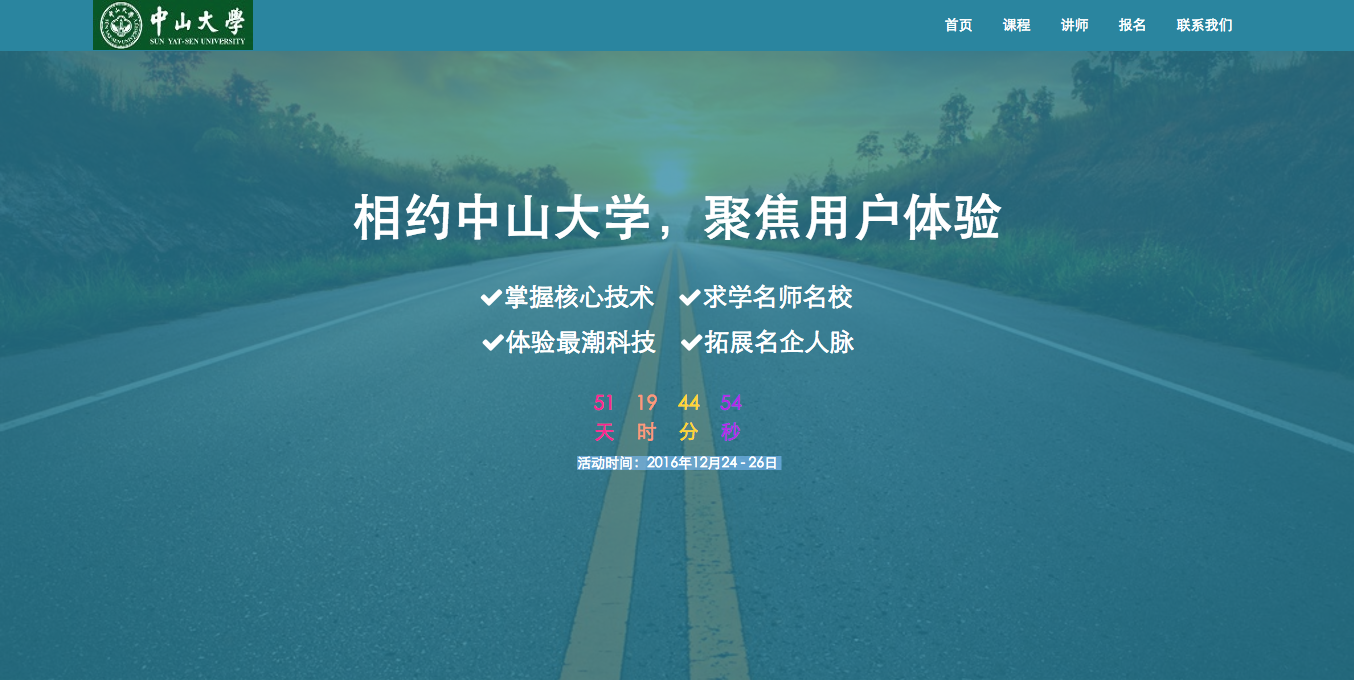 中山大學
SUN YAT-SEN UNIVERSITY
首页 课程 讲师 报名 联系我们
相约中山大学，聚焦用户体验
掌握核心技术 求学名师名校
体验最潮科技 拓展名企人脉
51 19 44 54
天 时 分 秒
活动时间：2016年12月24 - 26日